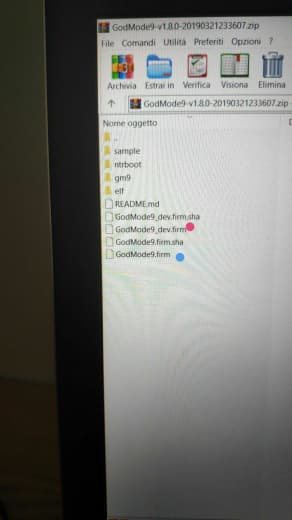 GodMode9-v1.8.0-20190321233607.zip
File Comandi Utilità Preferiti Opzioni ?
Archivia Estrai in Verifica Visiona Elimina
GodMode9-v1.8.0-20190321233607.zip -
Nome oggetto
..
sample
ntrboot
gm9
elf
README.md
GodMode9_dev.firm.sha
GodMode9_dev.firm
GodMode9.firm.sha
GodMode9.firm